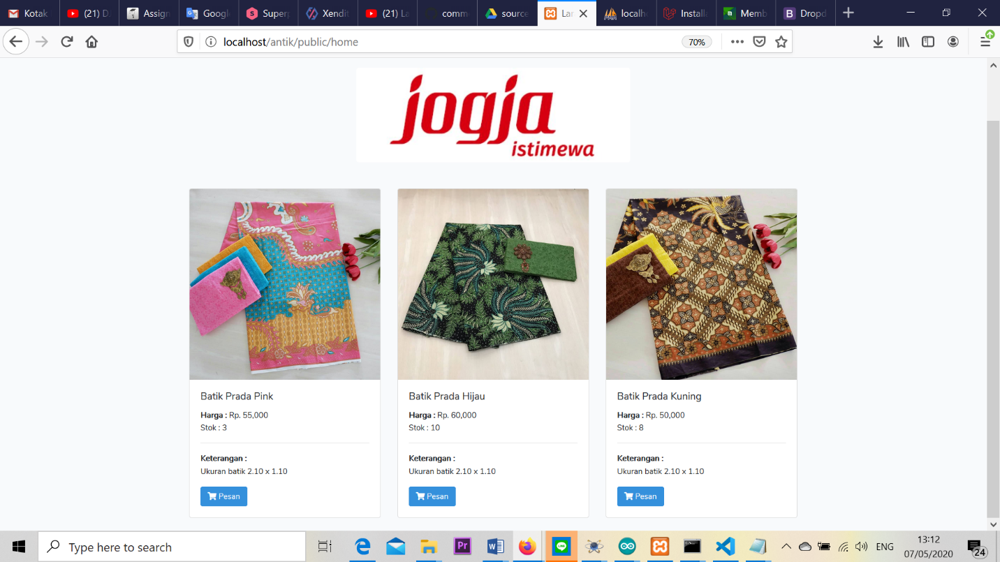 Kotak
(21) D
Assign
Google
Superp
Xendit
(21) La
comm
source
Lar
localho
Installa
Memb
Dropd
localhost/antik/public/home
70%
jogja
istimewa
Batik Prada Pink
Harga : Rp. 55,000
Stok : 3
Keterangan :
Ukuran batik 2.10 x 1.10
Pesan
Batik Prada Hijau
Harga : Rp. 60,000
Stok : 10
Keterangan :
Ukuran batik 2.10 x 1.10
Pesan
Batik Prada Kuning
Harga : Rp. 50,000
Stok : 8
Keterangan :
Ukuran batik 2.10 x 1.10
Pesan
Type here to search
Pr
W
LINE
ENG
13:12
07/05/2020
24